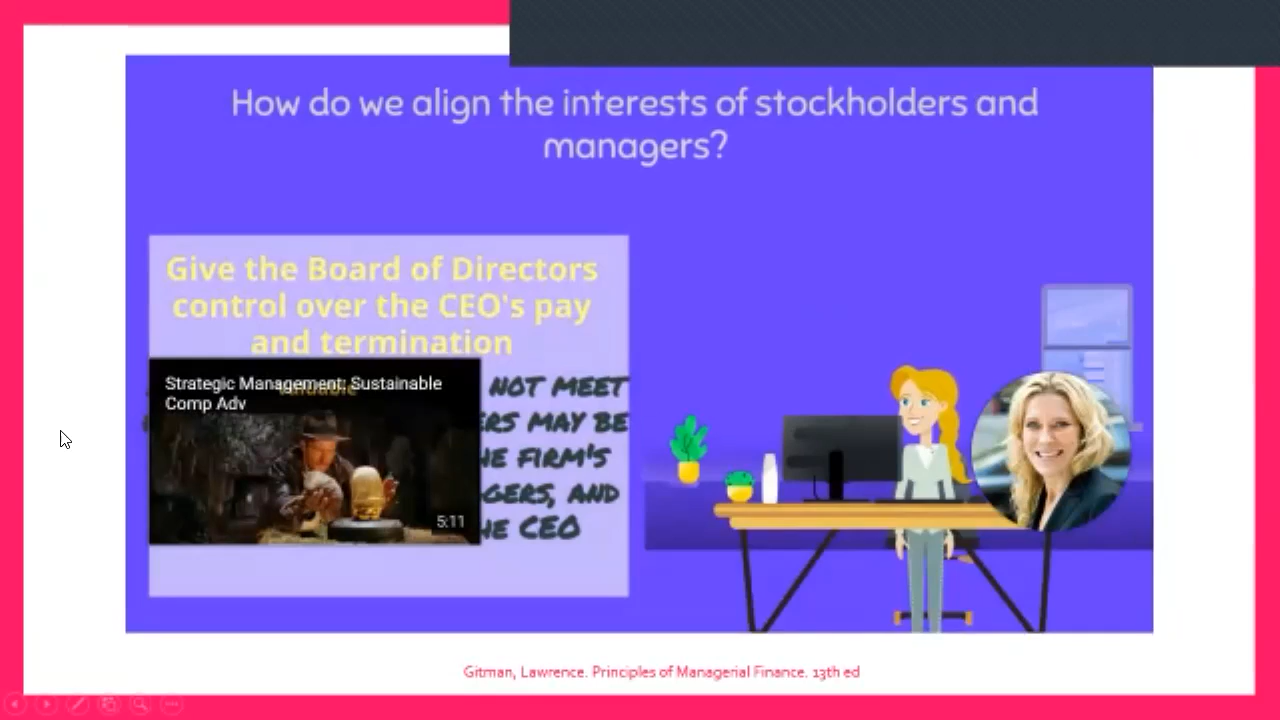 How do we align the interests of stockholders and
managers?
Give the Board of Directors
control over the CEO's pay
and termination
Strategic Management: Sustainable
Comp Adv
NOT MEET
ERS MAY BE
HE FIRM'S
GERS, AND
HE CEO
5:11
Gitman, Lawrence. Principles of Managerial Finance. 13th ed